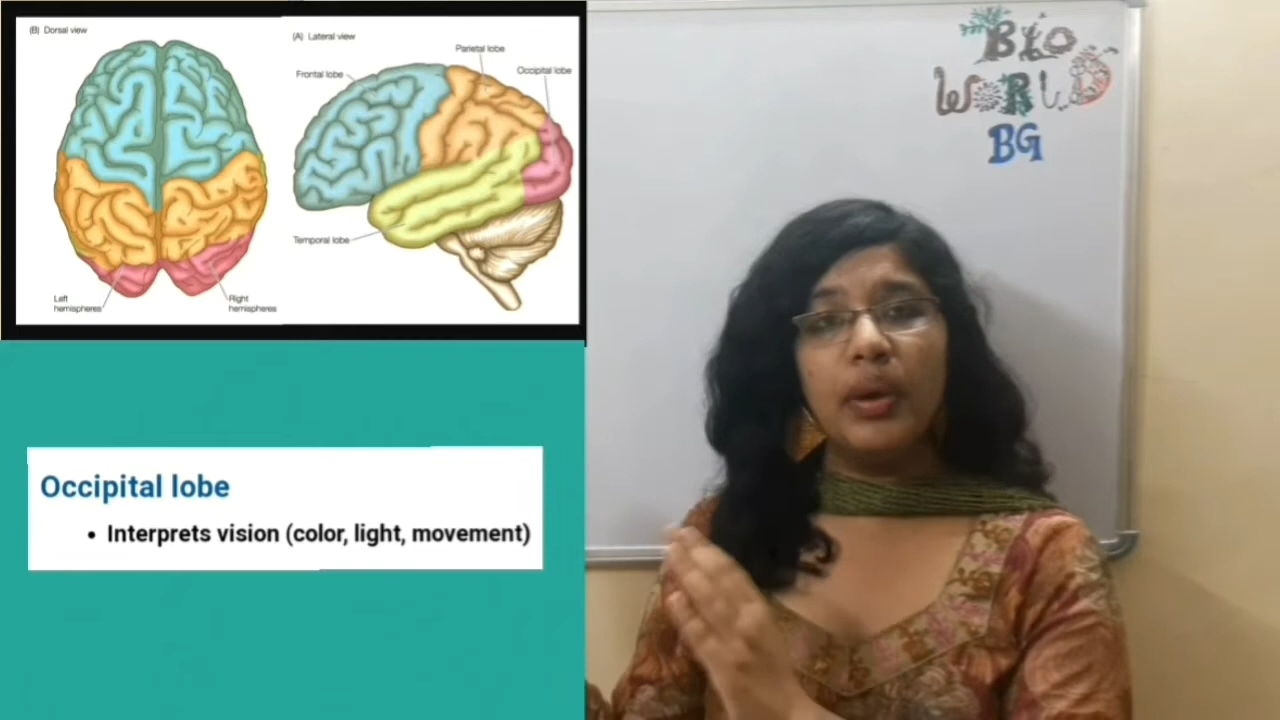 (B) Dorsal view
(A) Lateral view
Parietal lobe
Frontal lobe
Occipital lobe
Temporal lobe
Left
hemispheres
Right
hemispheres
Occipital lobe
• Interprets vision (color, light, movement)
BIO
WORLD
BG